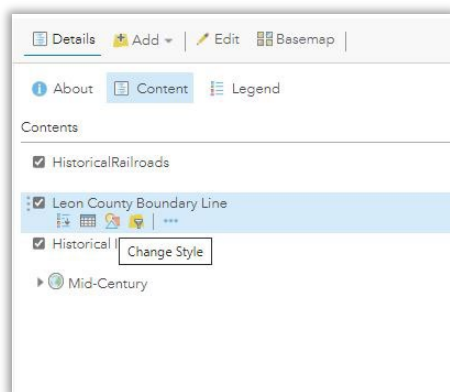 Details Add Edit Basemap
About Content Legend
Contents
HistoricalRailroads
Leon County Boundary Line
Historical
Change Style
Mid-Century